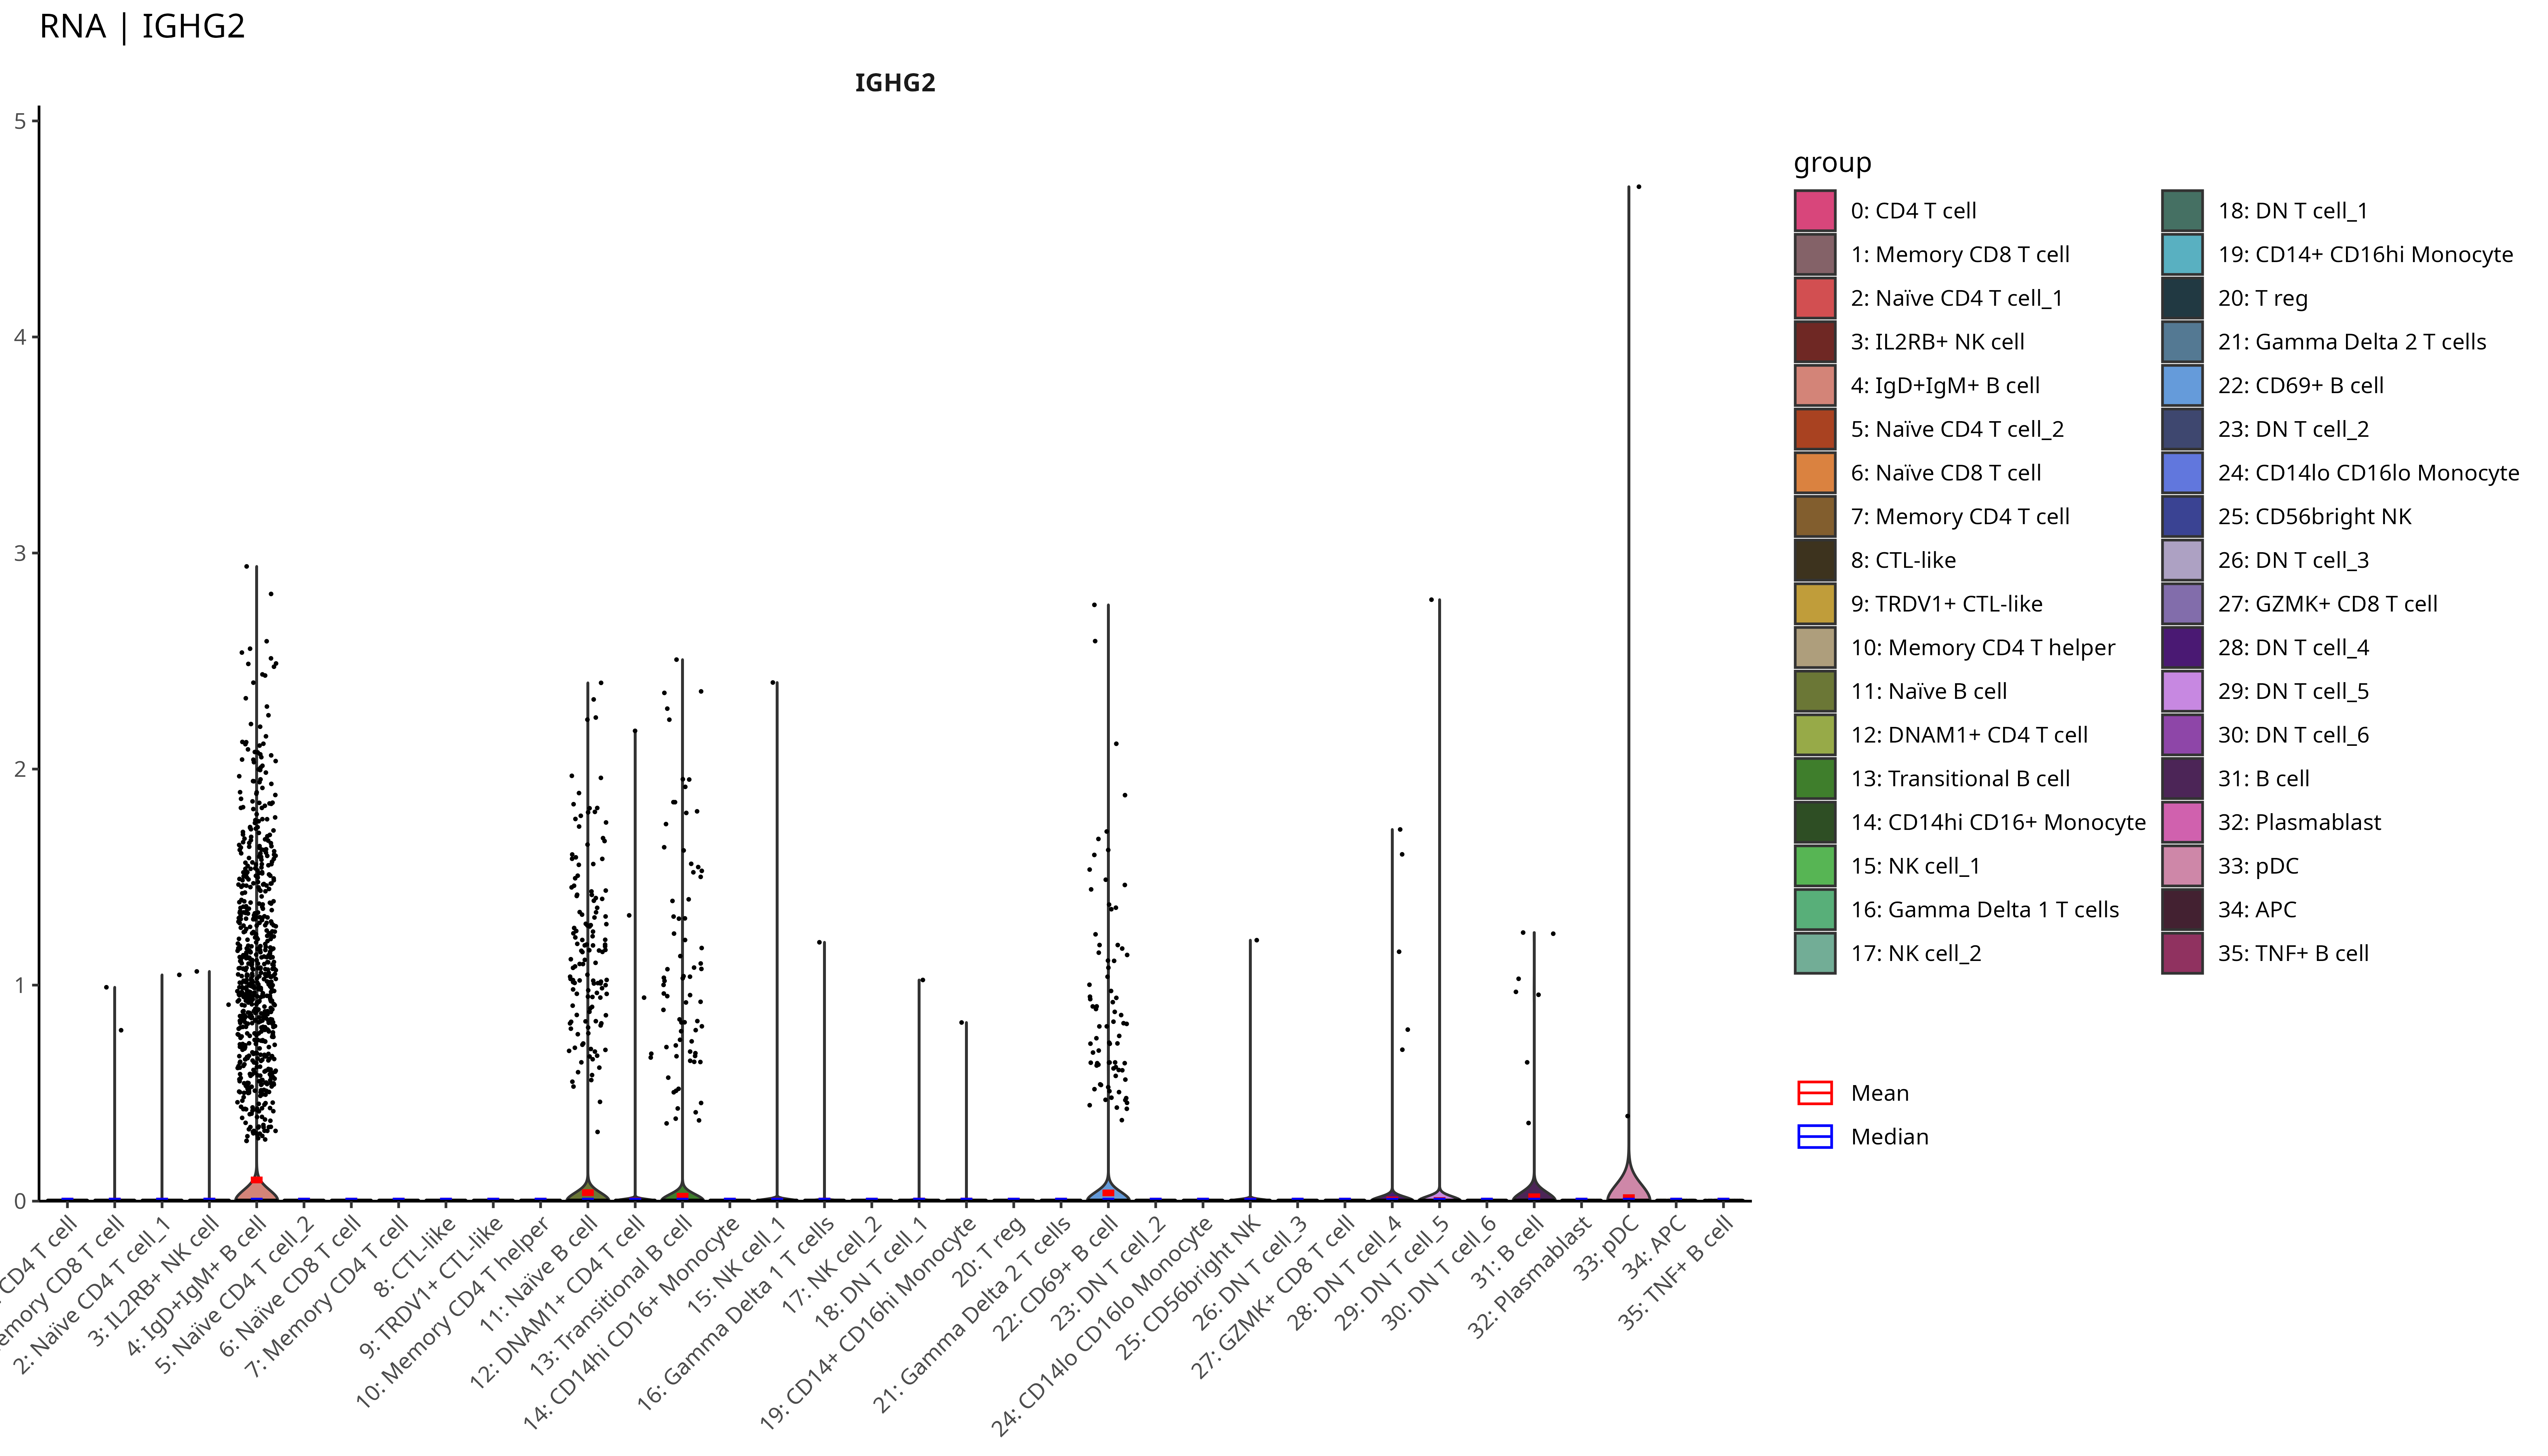 RNA | IGHG2
IGHG2
5
4
3
2
1
0
CD4 T cell
Memory CD8 T cell
2: Naïve CD4 T cell_1
3: IL2RB+ NK cell
4: IgD+IgM+ B cell
5: Naïve CD4 T cell_2
6: Naïve CD8 T cell
7: Memory CD4 T cell
8: CTL-like
9: TRDV1+ CTL-like
10: Memory CD4 T helper
11: Naïve B cell
12: DNAM1+ CD4 T cell
13: Transitional B cell
14: CD14hi CD16+ Monocyte
15: NK cell_1
16: Gamma Delta 1 T cells
17: NK cell_2
18: DN T cell_1
19: CD14+ CD16hi Monocyte
20: T reg
21: Gamma Delta 2 T cells
22: CD69+ B cell
23: DN T cell_2
24: CD14lo CD16lo Monocyte
25: CD56bright NK
26: DN T cell_3
27: GZMK+ CD8 T cell
28: DN T cell_4
29: DN T cell_5
30: DN T cell_6
31: B cell
32: Plasmablast
33: pDC
34: APC
35: TNF+ B cell
group
0: CD4 T cell
1: Memory CD8 T cell
2: Naïve CD4 T cell_1
3: IL2RB+ NK cell
4: IgD+IgM+ B cell
5: Naïve CD4 T cell_2
6: Naïve CD8 T cell
7: Memory CD4 T cell
8: CTL-like
9: TRDV1+ CTL-like
10: Memory CD4 T helper
11: Naïve B cell
12: DNAM1+ CD4 T cell
13: Transitional B cell
14: CD14hi CD16+ Monocyte
15: NK cell_1
16: Gamma Delta 1 T cells
17: NK cell_2
18: DN T cell_1
19: CD14+ CD16hi Monocyte
20: T reg
21: Gamma Delta 2 T cells
22: CD69+ B cell
23: DN T cell_2
24: CD14lo CD16lo Monocyte
25: CD56bright NK
26: DN T cell_3
27: GZMK+ CD8 T cell
28: DN T cell_4
29: DN T cell_5
30: DN T cell_6
31: B cell
32: Plasmablast
33: pDC
34: APC
35: TNF+ B cell
Mean
Median